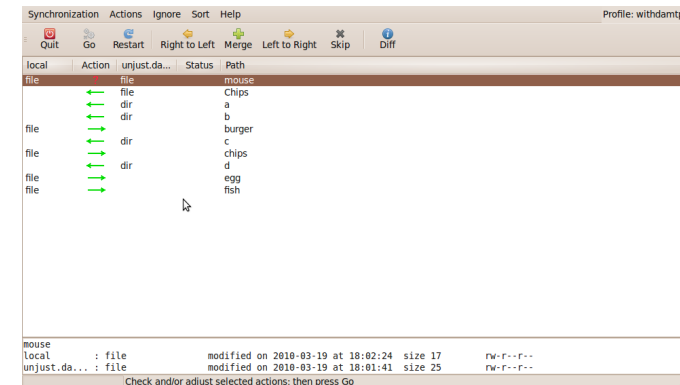 Synchronization Actions Ignore Sort Help Profile: withdamtp
Quit Go Restart Right to Left Merge Left to Right Skip Diff
local Action unjust.da... Status Path
file file mouse
file Chips
dir a
dir b
file burger
dir c
file chips
dir d
file egg
file fish
mouse
local : file modified on 2010-03-19 at 18:02:24 size 17 rw-r--r--
unjust.da... : file modified on 2010-03-19 at 18:01:41 size 25 rw-r--r--
Check and/or adjust selected actions; then press Go